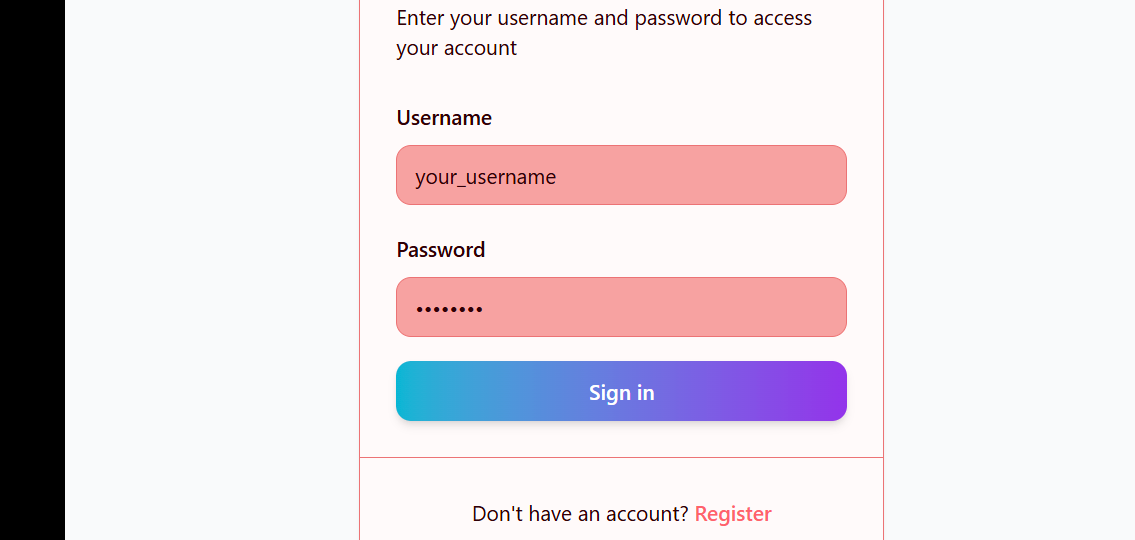 Enter your username and password to access
your account
Username
your_username
Password
••••••••
Sign in
Don't have an account? Register